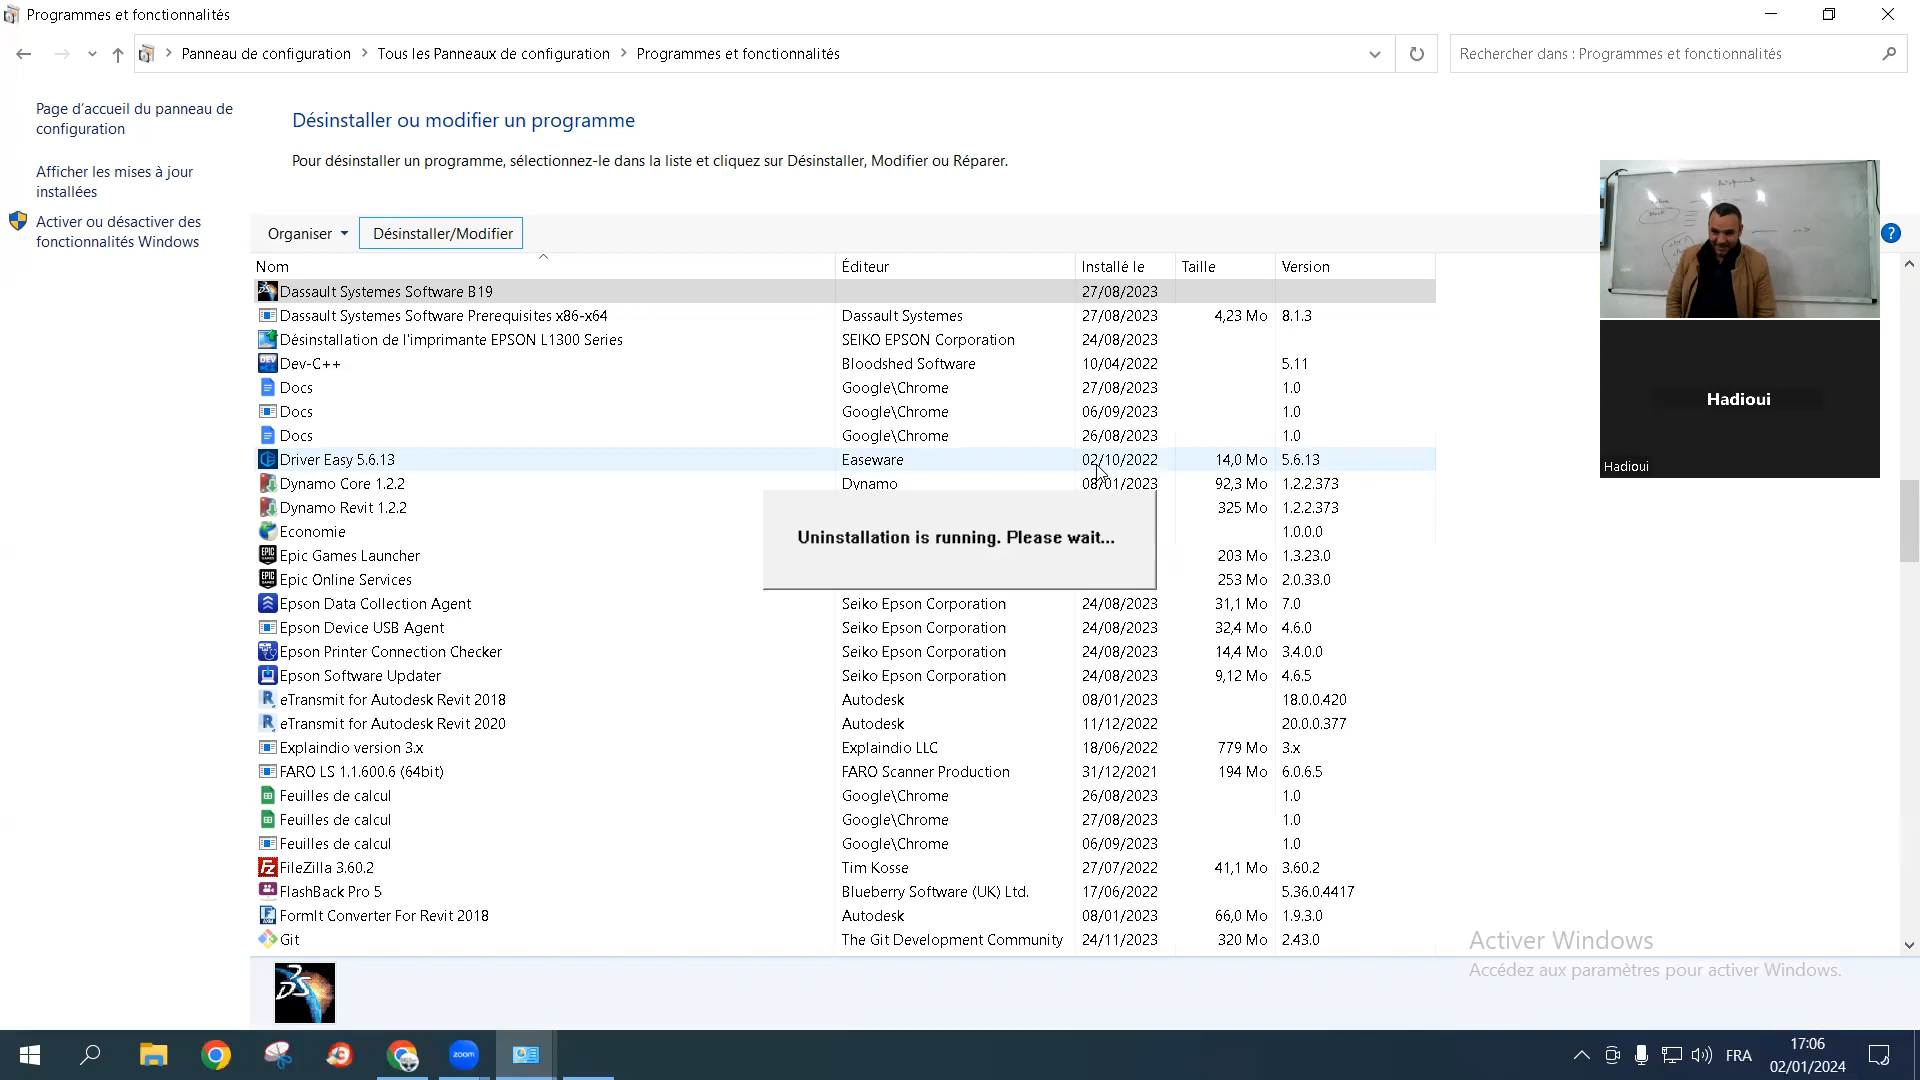 Programmes et fonctionnalités
Panneau de configuration > Tous les Panneaux de configuration > Programmes et fonctionnalités
Rechercher dans : Programmes et fonctionnalités
Page d'accueil du panneau de
configuration
Afficher les mises à jour
installées
Activer ou désactiver des
fonctionnalités Windows
Désinstaller ou modifier un programme
Pour désinstaller un programme, sélectionnez-le dans la liste et cliquez sur Désinstaller, Modifier ou Réparer.
Organiser Désinstaller/Modifier
Nom Éditeur Installé le Taille Version
Dassault Systemes Software B19 27/08/2023
Dassault Systemes Software Prerequisites x86-x64 Dassault Systemes 27/08/2023 4,23 Mo 8.1.3
Désinstallation de l'imprimante EPSON L1300 Series SEIKO EPSON Corporation 24/08/2023
Dev-C++ Bloodshed Software 10/04/2022 5.11
Docs Google\Chrome 27/08/2023 1.0
Docs Google\Chrome 06/09/2023 1.0
Docs Google\Chrome 26/08/2023 1.0
Driver Easy 5.6.13 Easeware 02/10/2022 14,0 Mo 5.6.13
Dynamo Core 1.2.2 Dynamo 08/01/2023 92,3 Mo 1.2.2.373
Dynamo Revit 1.2.2 325 Mo 1.2.2.373
Economie 1.0.0.0
Epic Games Launcher 203 Mo 1.3.23.0
Epic Online Services 253 Mo 2.0.33.0
Uninstallation is running. Please wait...
Epson Data Collection Agent Seiko Epson Corporation 24/08/2023 31,1 Mo 7.0
Epson Device USB Agent Seiko Epson Corporation 24/08/2023 32,4 Mo 4.6.0
Epson Printer Connection Checker Seiko Epson Corporation 24/08/2023 14,4 Mo 3.4.0.0
Epson Software Updater Seiko Epson Corporation 24/08/2023 9,12 Mo 4.6.5
eTransmit for Autodesk Revit 2018 Autodesk 08/01/2023 18.0.0.420
eTransmit for Autodesk Revit 2020 Autodesk 11/12/2022 20.0.0.377
Explaindio version 3.x Explaindio LLC 18/06/2022 779 Mo 3.x
FARO LS 1.1.600.6 (64bit) FARO Scanner Production 31/12/2021 194 Mo 6.0.6.5
Feuilles de calcul Google\Chrome 26/08/2023 1.0
Feuilles de calcul Google\Chrome 27/08/2023 1.0
Feuilles de calcul Google\Chrome 06/09/2023 1.0
FileZilla 3.60.2 Tim Kosse 27/07/2022 41,1 Mo 3.60.2
FlashBack Pro 5 Blueberry Software (UK) Ltd. 17/06/2022 5.36.0.4417
FormIt Converter For Revit 2018 Autodesk 08/01/2023 66,0 Mo 1.9.3.0
Git The Git Development Community 24/11/2023 320 Mo 2.43.0
Hadioui
Hadioui
Activer Windows
Accédez aux paramètres pour activer Windows.
zoom
FRA
17:06
02/01/2024